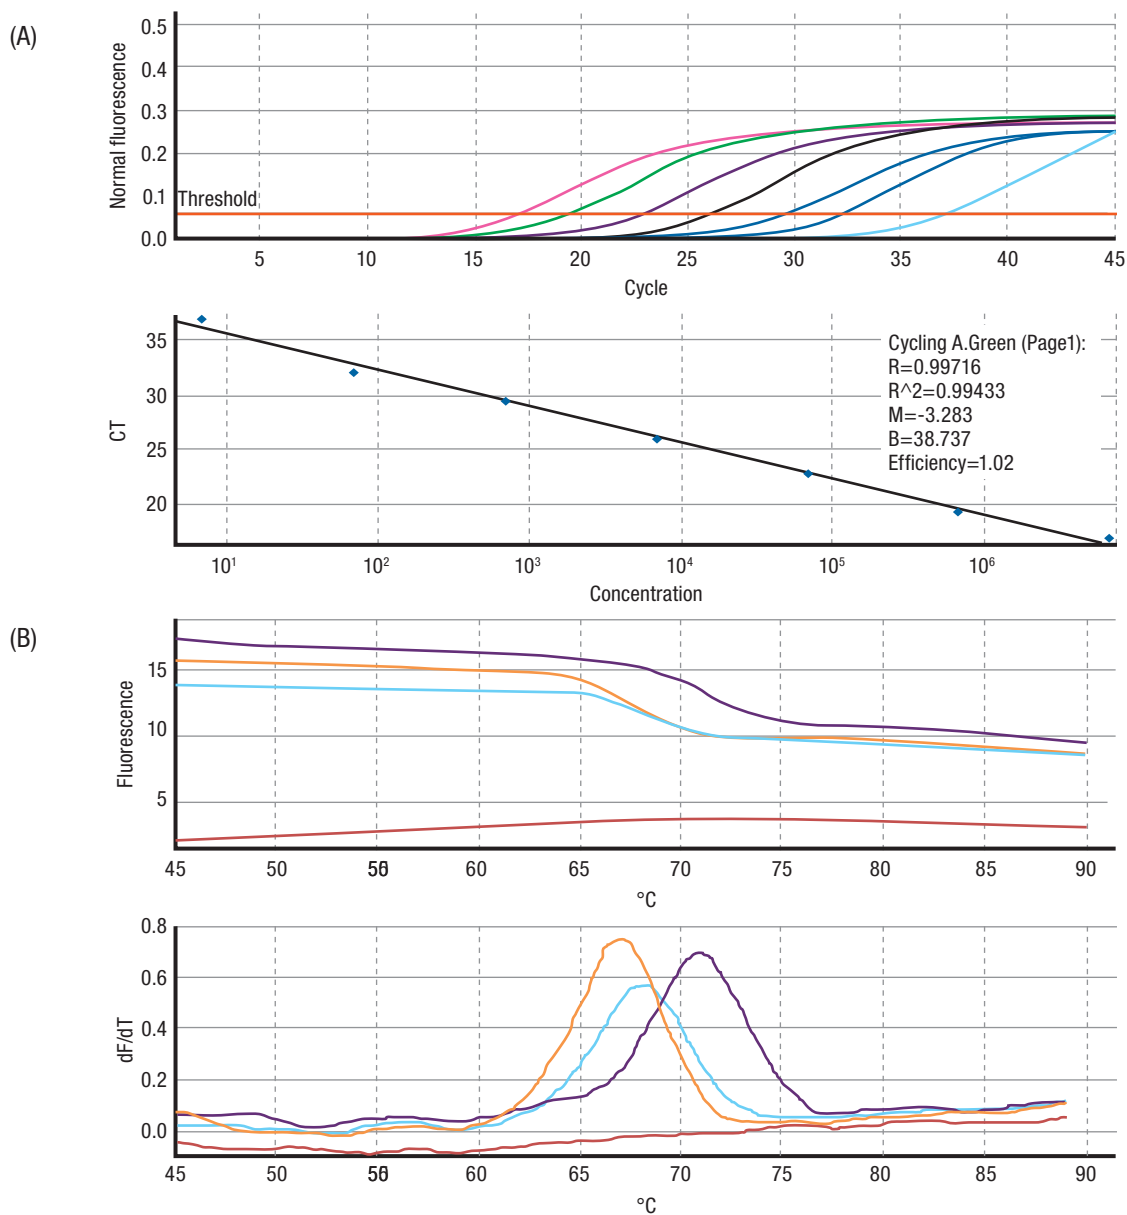 (A)
Normal fluorescence
0.5
0.4
0.3
0.2
0.1
0.0
Threshold
5 10 15 20 25 30 35 40 45
Cycle
CT
35
30
25
20
Cycling A.Green (Page1):
R=0.99716
R^2=0.99433
M=-3.283
B=38.737
Efficiency=1.02
10¹ 10² 10³ 10⁴ 10⁵ 10⁶
Concentration
(B)
Fluorescence
15
10
5
45 50 55 60 65 70 75 80 85 90
°C
dF/dT
0.8
0.6
0.4
0.2
0.0
45 50 55 60 65 70 75 80 85 90
°C